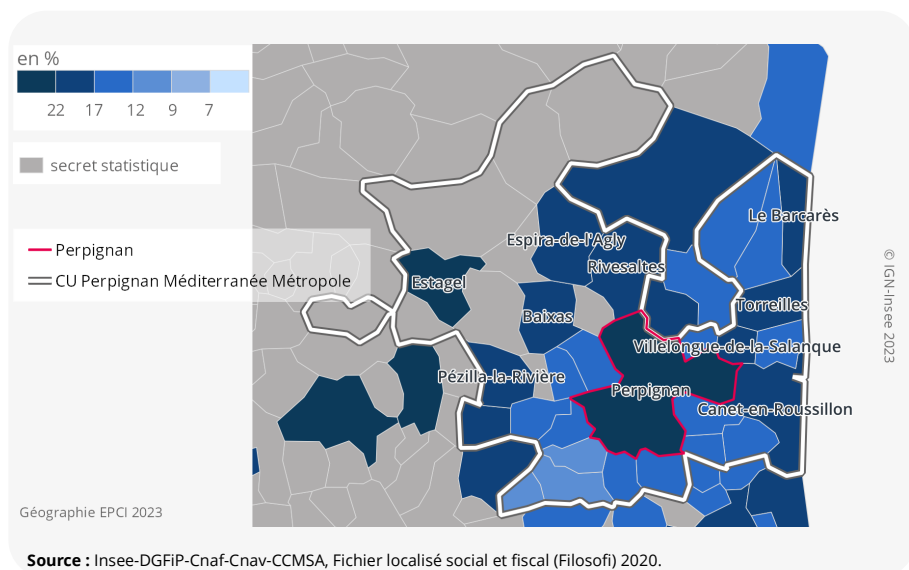 en %
22 17 12 9 7
secret statistique
Perpignan
CU Perpignan Méditerranée Métropole
Le Barcarès
Espira-de-l'Agly
Rivesaltes
Estagel
Torreilles
Baixas
Villelongue-de-la-Salanque
Pézilla-la-Rivière
Perpignan
Canet-en-Roussillon
© IGN-Insee 2023
Géographie EPCI 2023
Source : Insee-DGFiP-Cnaf-Cnav-CCMSA, Fichier localisé social et fiscal (Filosofi) 2020.